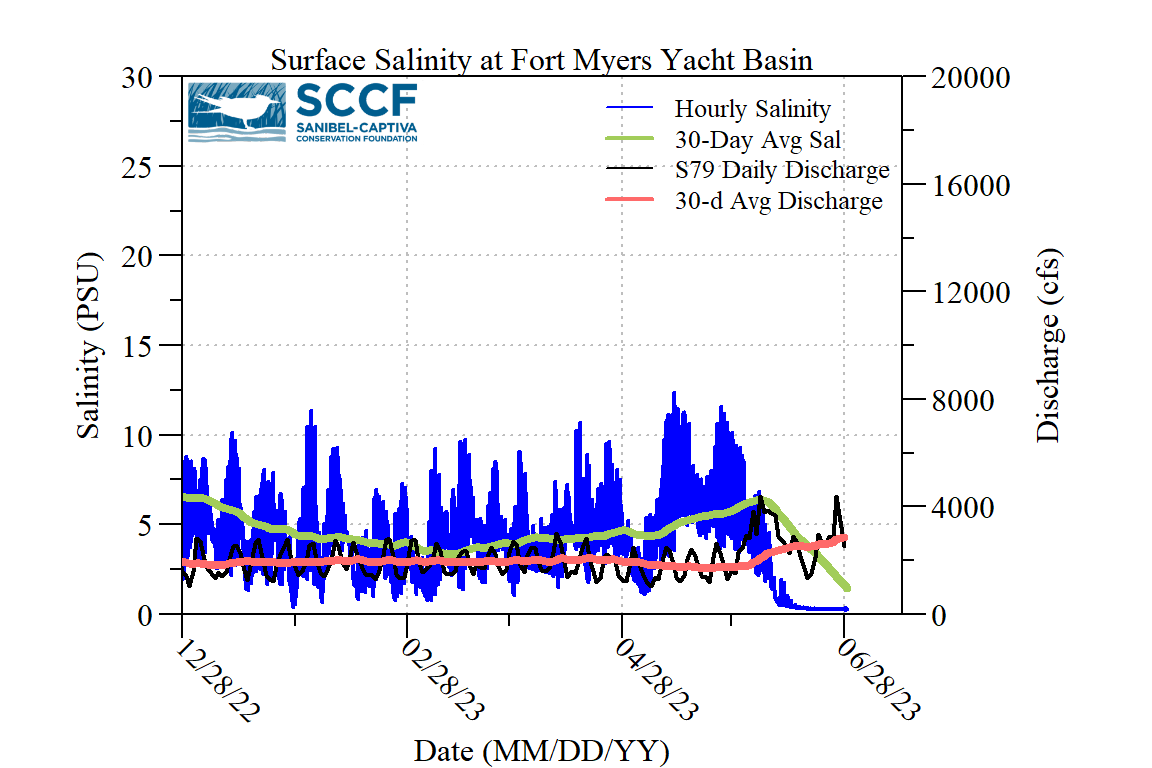 Surface Salinity at Fort Myers Yacht Basin
SCCF
SANIBEL-CAPTIVA
CONSERVATION FOUNDATION
Hourly Salinity
30-Day Avg Sal
S79 Daily Discharge
30-d Avg Discharge
30
25
20
15
10
5
0
Salinity (PSU)
20000
16000
12000
8000
4000
0
Discharge (cfs)
12/28/22
02/28/23
04/28/23
06/28/23
Date (MM/DD/YY)